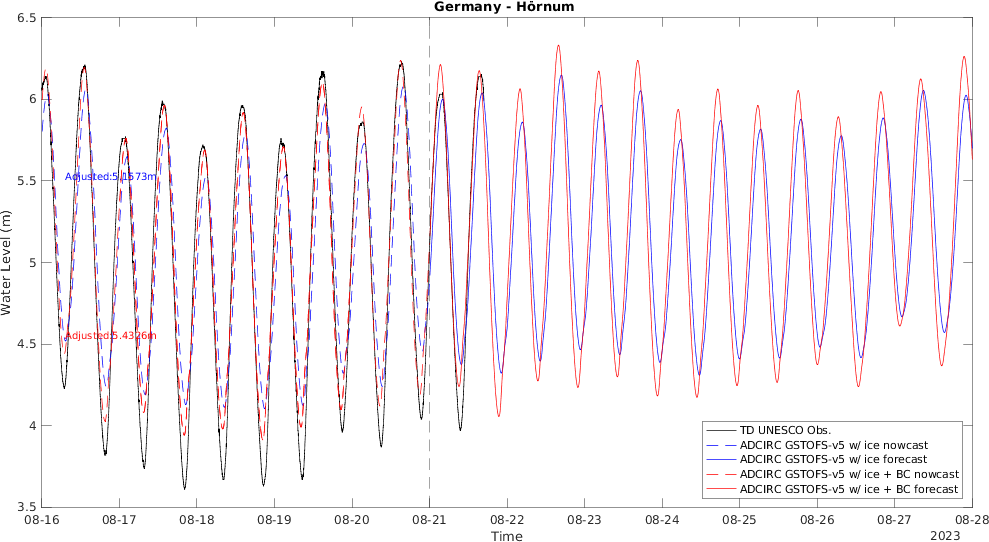 Germany - Hörnum
6.5
6
5.5
5
4.5
4
3.5
Water Level (m)
Adjusted:5.1573m
Adjusted:5.4326m
TD UNESCO Obs.
ADCIRC GSTOFS-v5 w/ ice nowcast
ADCIRC GSTOFS-v5 w/ ice forecast
ADCIRC GSTOFS-v5 w/ ice + BC nowcast
ADCIRC GSTOFS-v5 w/ ice + BC forecast
08-16 08-17 08-18 08-19 08-20 08-21 08-22 08-23 08-24 08-25 08-26 08-27 08-28
Time
2023